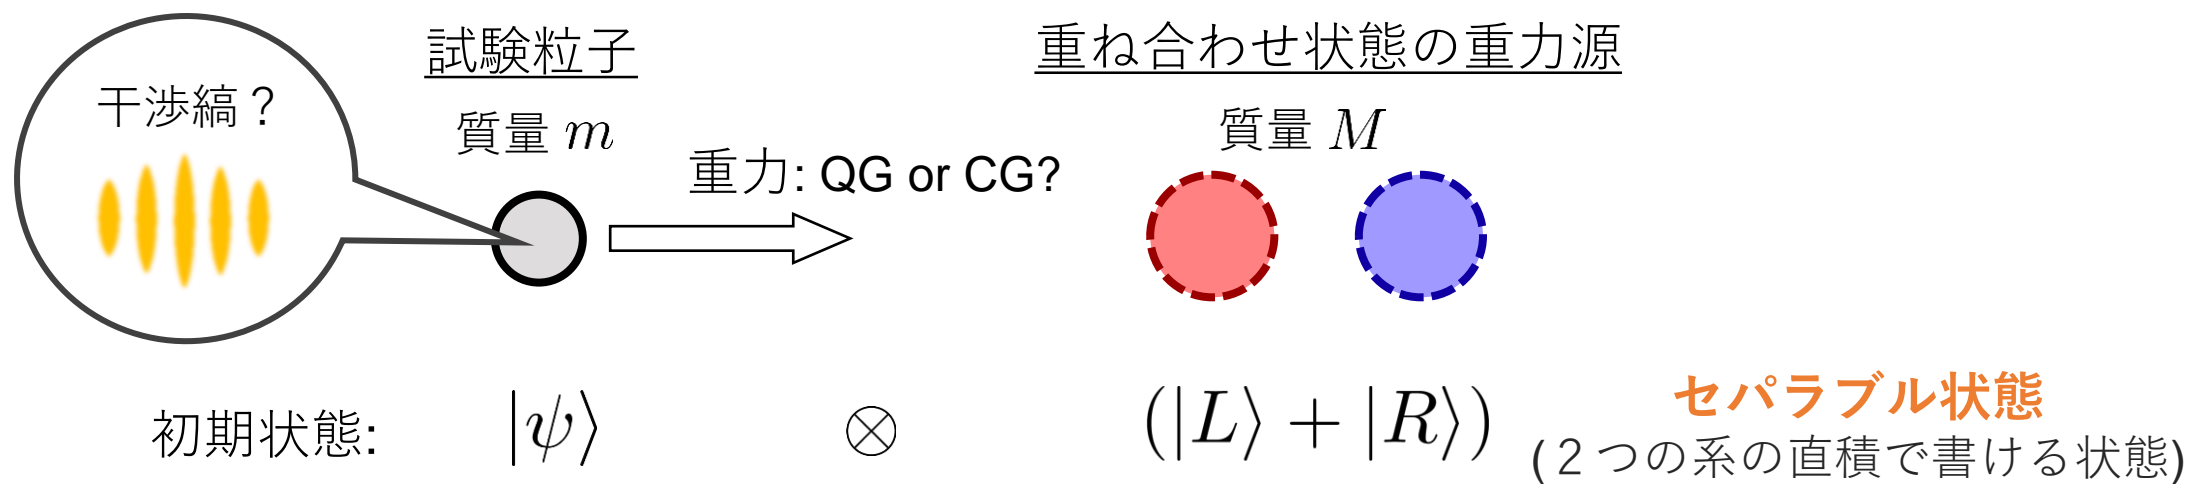 試験粒子
重ね合わせ状態の重力源
干渉縞？
質量 m
質量 M
重力: QG or CG?
初期状態: |ψ⟩ ⊗ (|L⟩ + |R⟩)
セパラブル状態
(２つの系の直積で書ける状態)